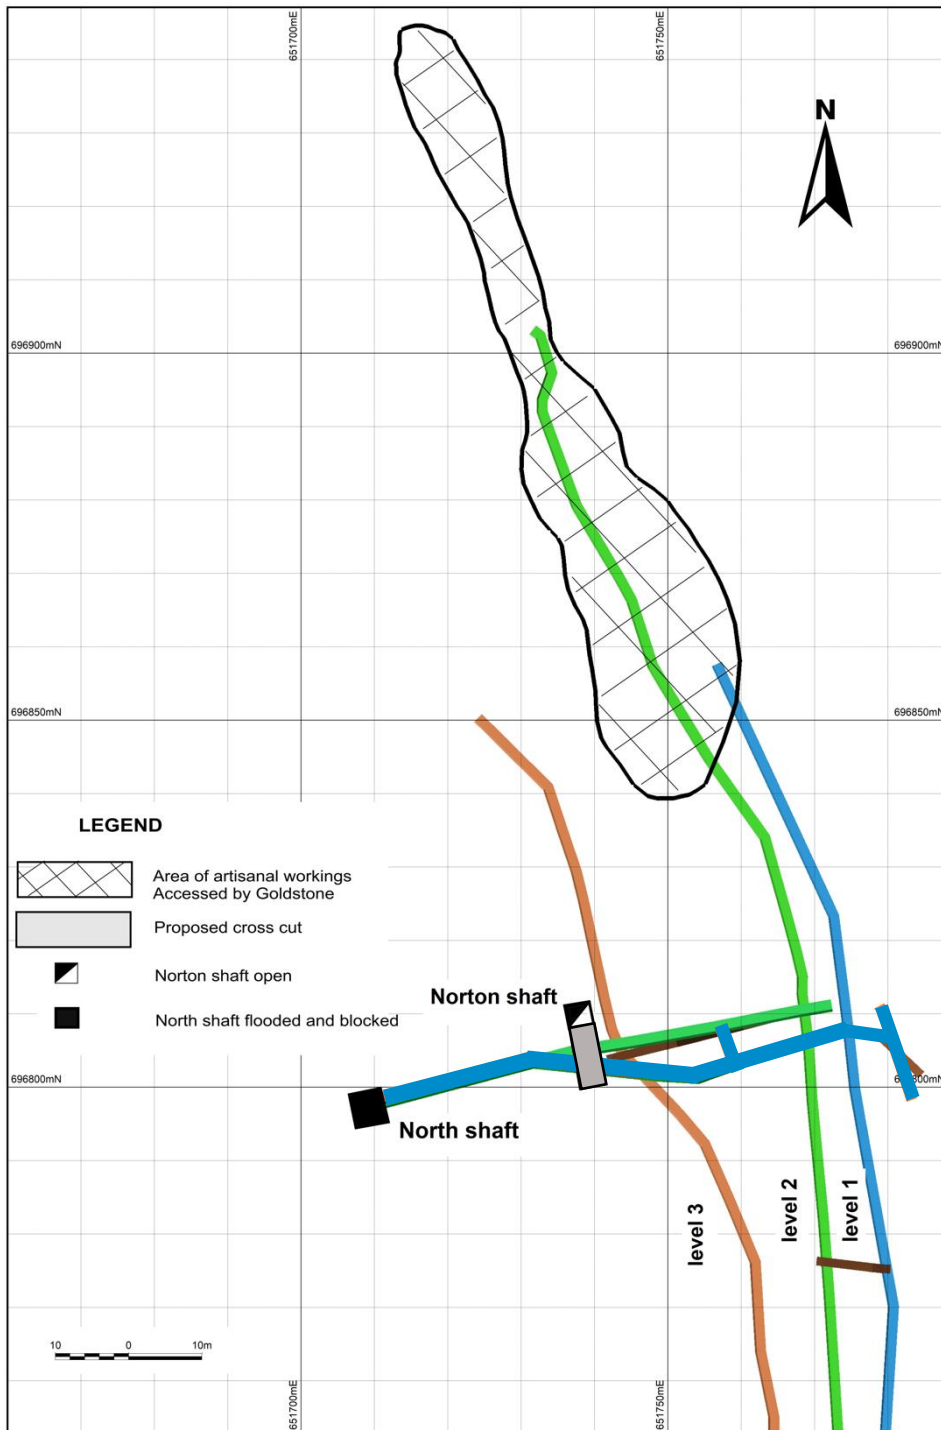 651700mE
651750mE
N
696900mN
696900mN
696850mN
696850mN
LEGEND
Area of artisanal workings
Accessed by Goldstone
Proposed cross cut
Norton shaft open
North shaft flooded and blocked
Norton shaft
696800mN
North shaft
level 3
level 2
level 1
10 0 10m
651700mE
651750mE